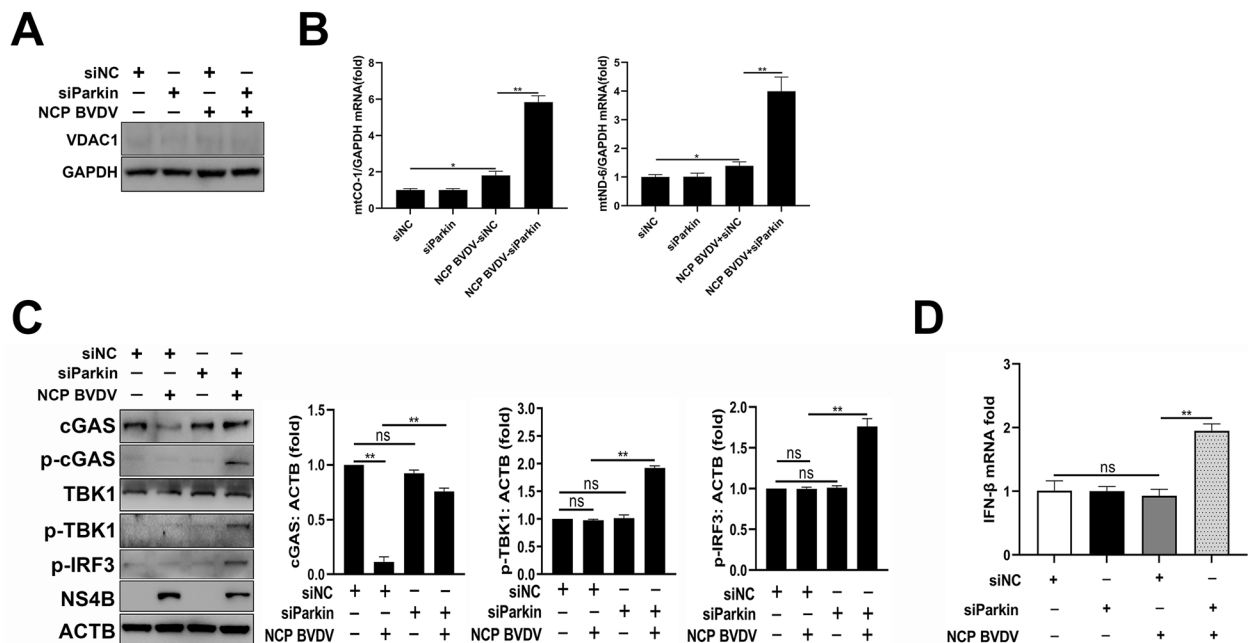 A
siNC + – + –
siParkin – + – +
NCP BVDV – – + +
VDAC1
GAPDH
B
mtCO-1/GAPDH mRNA(fold)
8
6
4
2
0
*
**
siNC
siParkin
NCP BVDV-siNC
NCP BVDV-siParkin
mtND-6/GAPDH mRNA(fold)
5
4
3
2
1
0
*
**
siNC
siParkin
NCP BVDV+siNC
NCP BVDV+siParkin
C
siNC + + – –
siParkin – – + +
NCP BVDV – + – +
cGAS
p-cGAS
TBK1
p-TBK1
p-IRF3
NS4B
ACTB
cGAS: ACTB (fold)
1.5
1.0
0.5
0.0
**
ns
**
siNC + + – –
siParkin – – + +
NCP BVDV – + – +
p-TBK1: ACTB (fold)
3.0
2.5
2.0
1.5
1.0
0.5
0.0
**
ns
ns
siNC + + – –
siParkin – – + +
NCP BVDV – + – +
p-IRF3: ACTB (fold)
2.0
1.5
1.0
0.5
0.0
**
ns
ns
siNC + + – –
siParkin – – + +
NCP BVDV – + – +
D
IFN-β mRNA fold
3
2
1
0
**
ns
siNC + – + –
siParkin – + – +
NCP BVDV – – + +